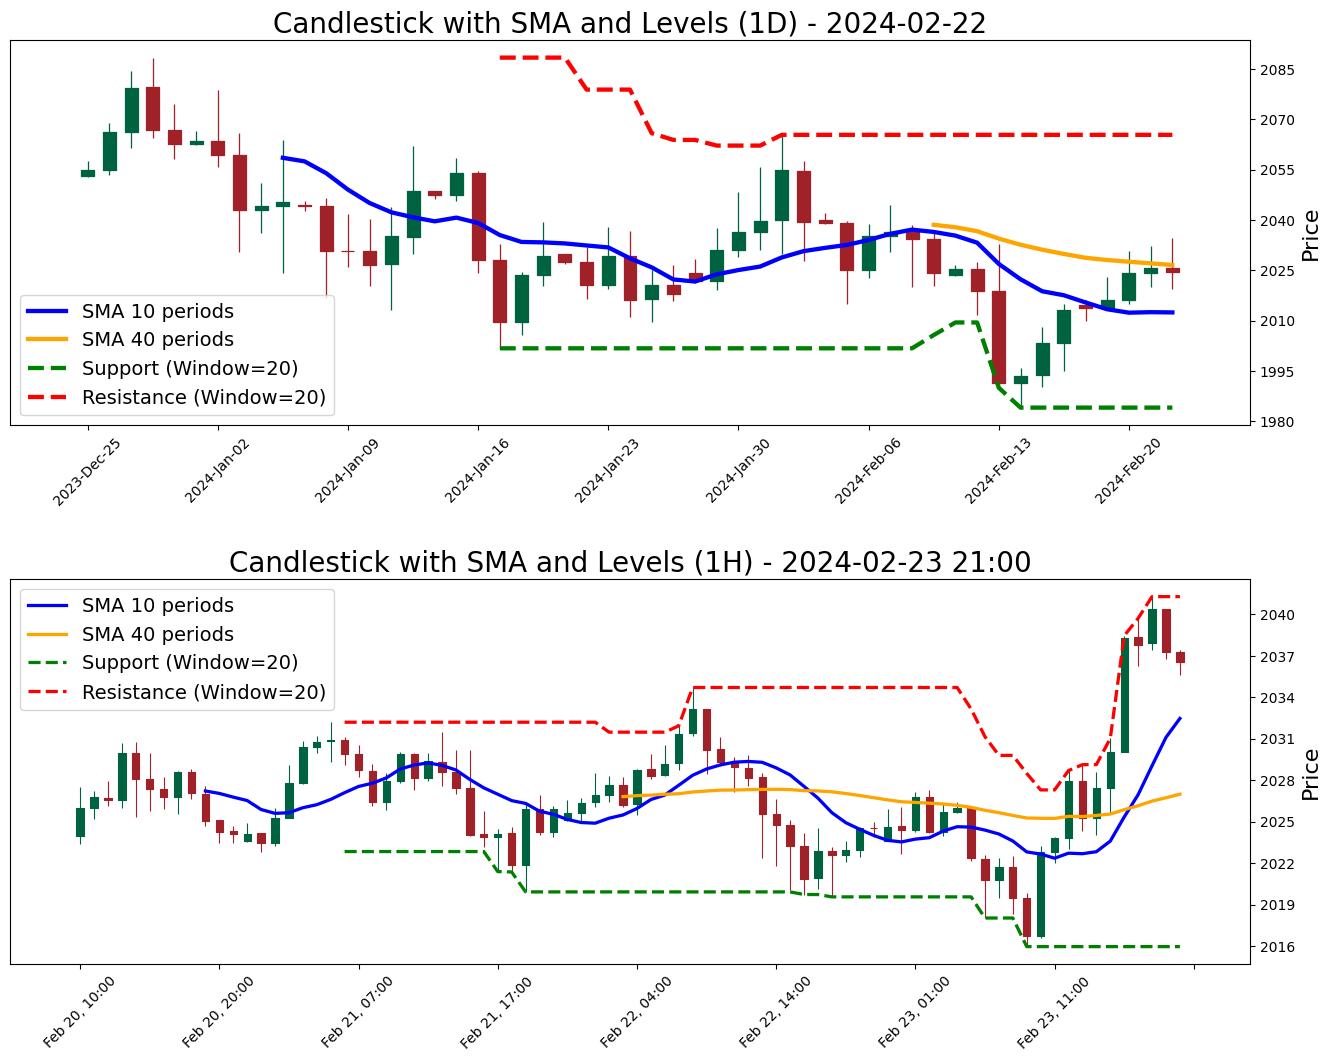 Candlestick with SMA and Levels (1D) - 2024-02-22
2085
2070
2055
2040
2025
2010
1995
1980
Price
SMA 10 periods
SMA 40 periods
Support (Window=20)
Resistance (Window=20)
2023-Dec-25
2024-Jan-02
2024-Jan-09
2024-Jan-16
2024-Jan-23
2024-Jan-30
2024-Feb-06
2024-Feb-13
2024-Feb-20
Candlestick with SMA and Levels (1H) - 2024-02-23 21:00
SMA 10 periods
SMA 40 periods
Support (Window=20)
Resistance (Window=20)
2040
2037
2034
2031
2028
2025
2022
2019
2016
Price
Feb 20, 10:00
Feb 20, 20:00
Feb 21, 07:00
Feb 21, 17:00
Feb 22, 04:00
Feb 22, 14:00
Feb 23, 01:00
Feb 23, 11:00